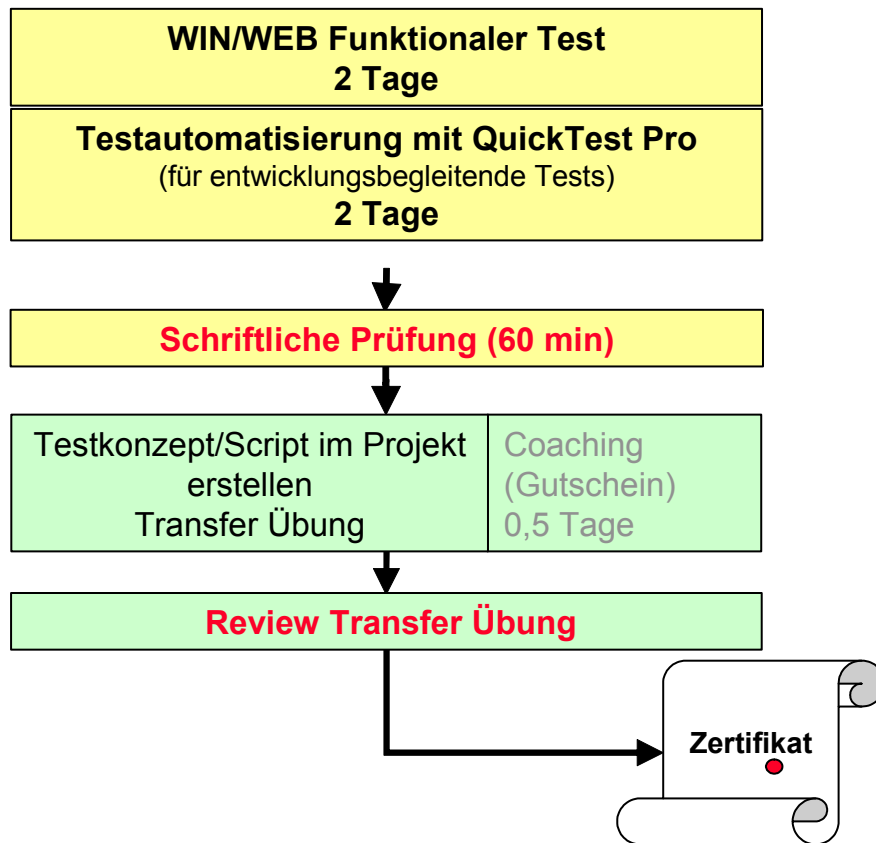 WIN/WEB Funktionaler Test
2 Tage
Testautomatisierung mit QuickTest Pro
(für entwicklungsbegleitende Tests)
2 Tage
Schriftliche Prüfung (60 min)
Testkonzept/Script im Projekt
erstellen
Transfer Übung
Coaching
(Gutschein)
0,5 Tage
Review Transfer Übung
Zertifikat